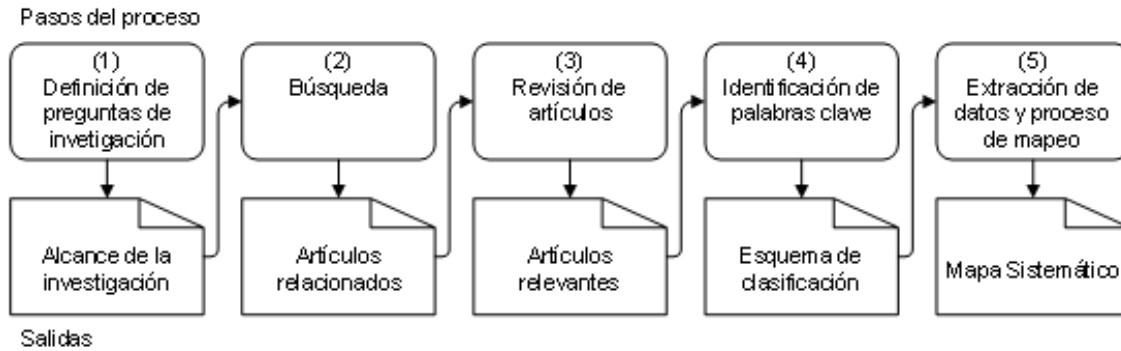 Pasos del proceso
(1)
Definición de
preguntas de
invetigación
(2)
Búsqueda
(3)
Revisión de
artículos
(4)
Identificación de
palabras clave
(5)
Extracción de
datos y proceso
de mapeo
Alcance de la
investigación
Artículos
relacionados
Artículos
relevantes
Esquema de
clasificación
Mapa Sistemático
Salidas